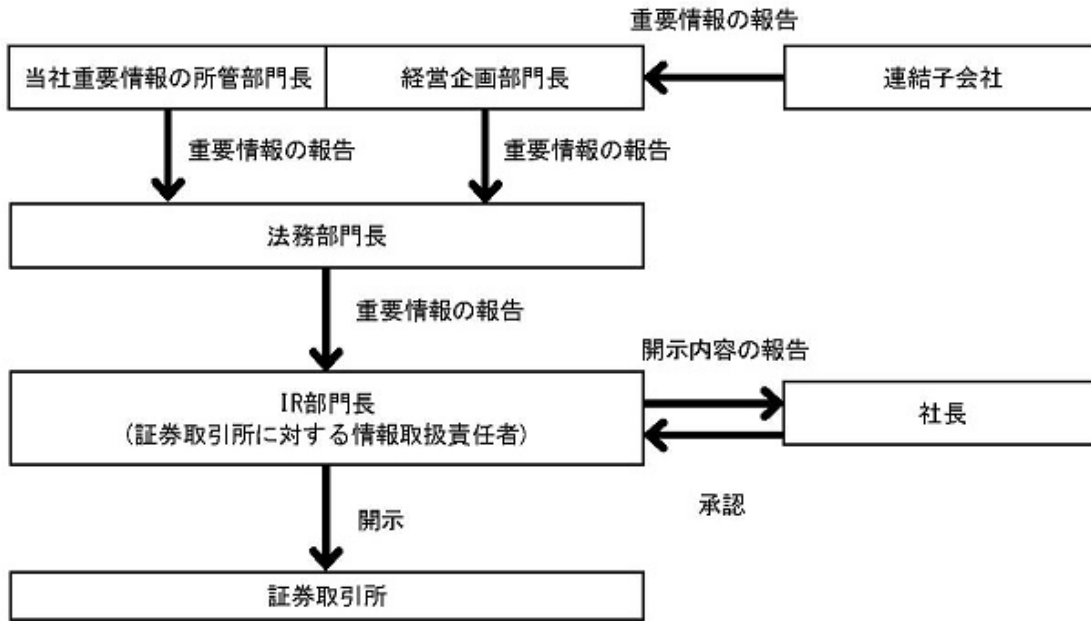 重要情報の報告
当社重要情報の所管部門長
経営企画部門長
連結子会社
重要情報の報告
重要情報の報告
法務部門長
重要情報の報告
開示内容の報告
IR部門長
(証券取引所に対する情報取扱責任者)
社長
承認
開示
証券取引所